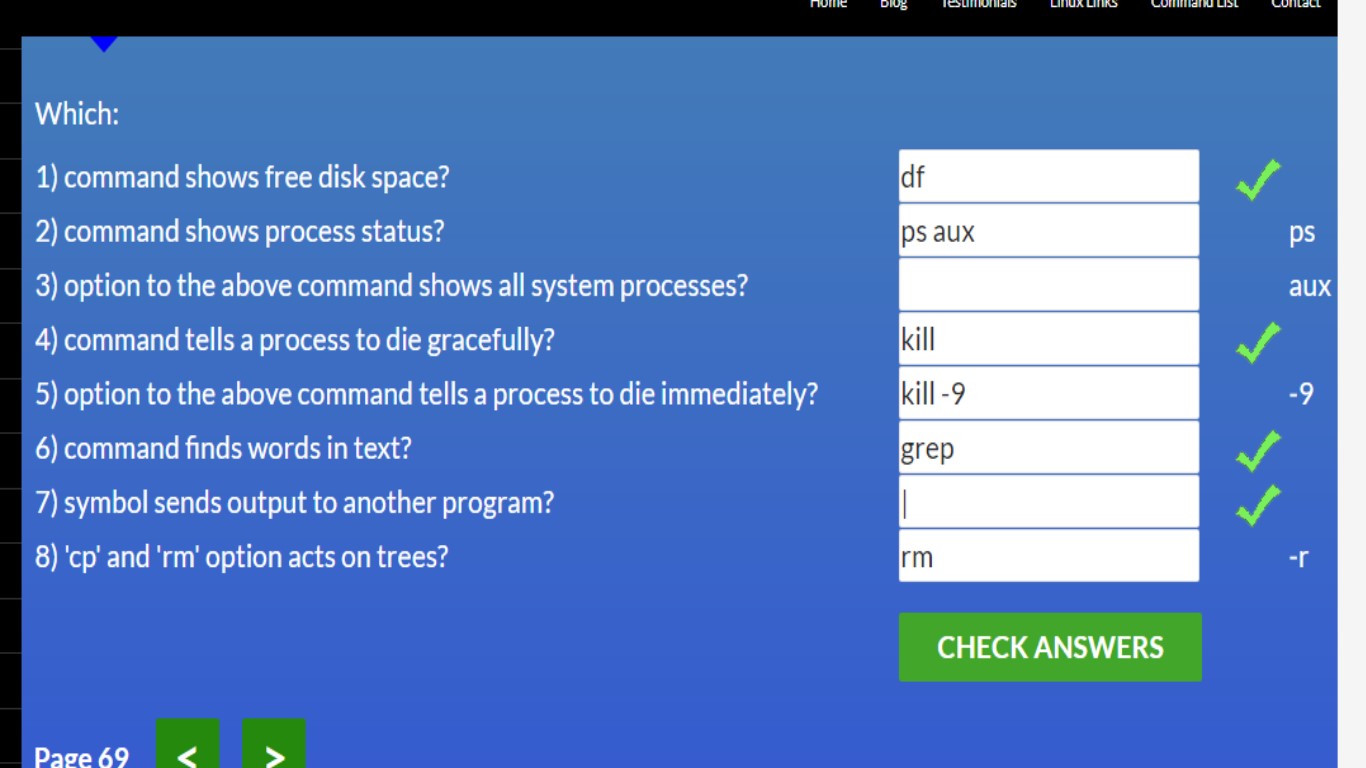 Home Blog Testimonials Linux Links Command List Contact
Which:
1) command shows free disk space? df
2) command shows process status? ps aux ps
3) option to the above command shows all system processes? aux
4) command tells a process to die gracefully? kill
5) option to the above command tells a process to die immediately? kill -9 -9
6) command finds words in text? grep
7) symbol sends output to another program? |
8) 'cp' and 'rm' option acts on trees? rm -r
CHECK ANSWERS
Page 69 < >